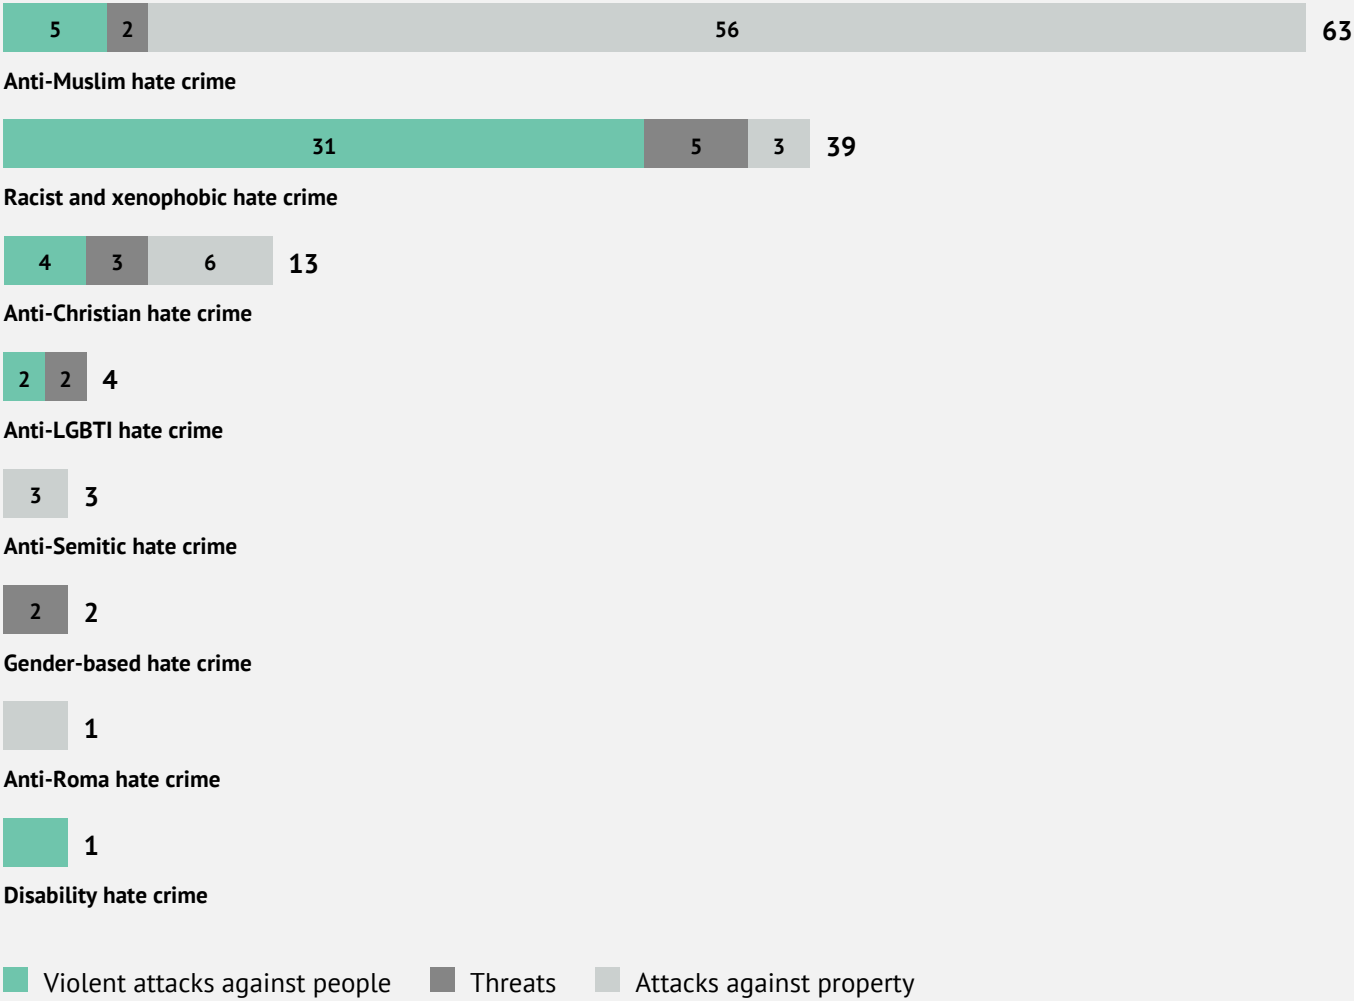 5 2 56 63
Anti-Muslim hate crime
31 5 3 39
Racist and xenophobic hate crime
4 3 6 13
Anti-Christian hate crime
2 2 4
Anti-LGBTI hate crime
3 3
Anti-Semitic hate crime
2 2
Gender-based hate crime
1
Anti-Roma hate crime
1
Disability hate crime
Violent attacks against people Threats Attacks against property